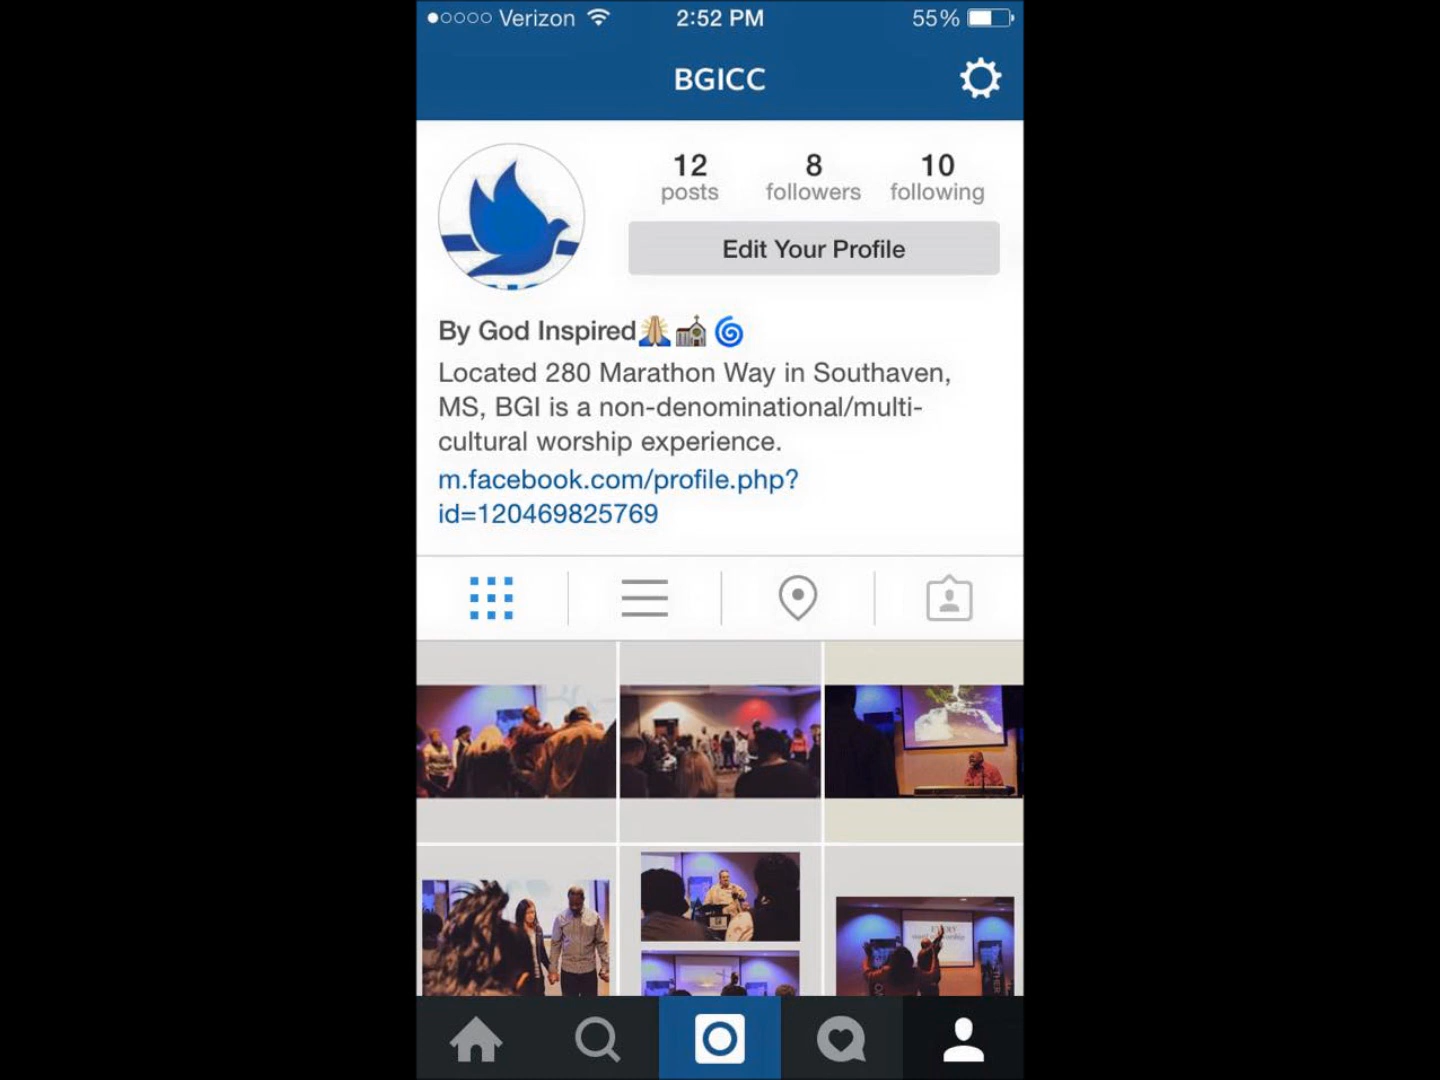 Verizon 2:52 PM 55%
BGICC
12 8 10
posts followers following
Edit Your Profile
By God Inspired
Located 280 Marathon Way in Southaven,
MS, BGI is a non-denominational/multi-
cultural worship experience.
m.facebook.com/profile.php?
id=120469825769